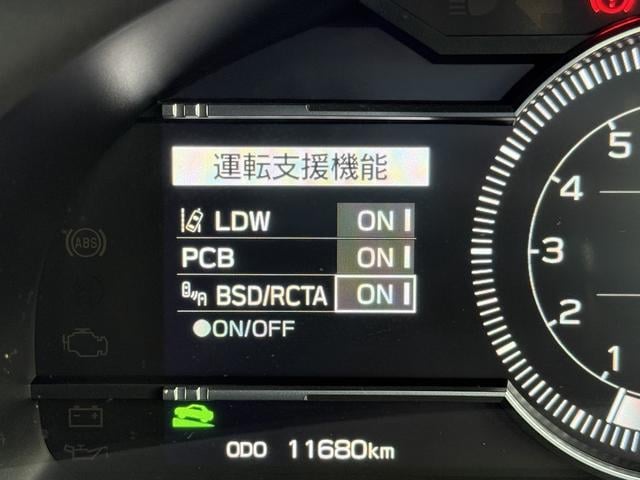 運転支援機能
LDW ON
PCB ON
BSD/RCTA ON
●ON/OFF
ABS
5
4
3
2
1
ODO 11680km